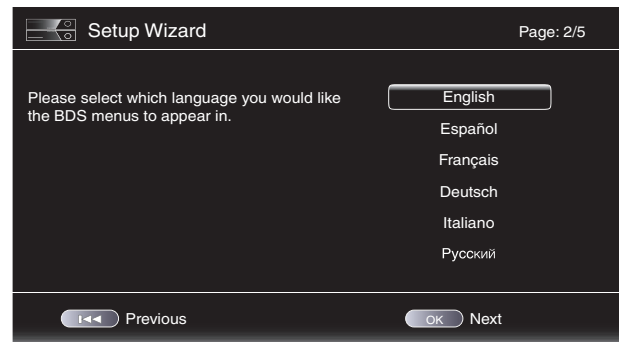 Setup Wizard
Page: 2/5
Please select which language you would like
the BDS menus to appear in.
English
Español
Français
Deutsch
Italiano
Русский
Previous
OK
Next